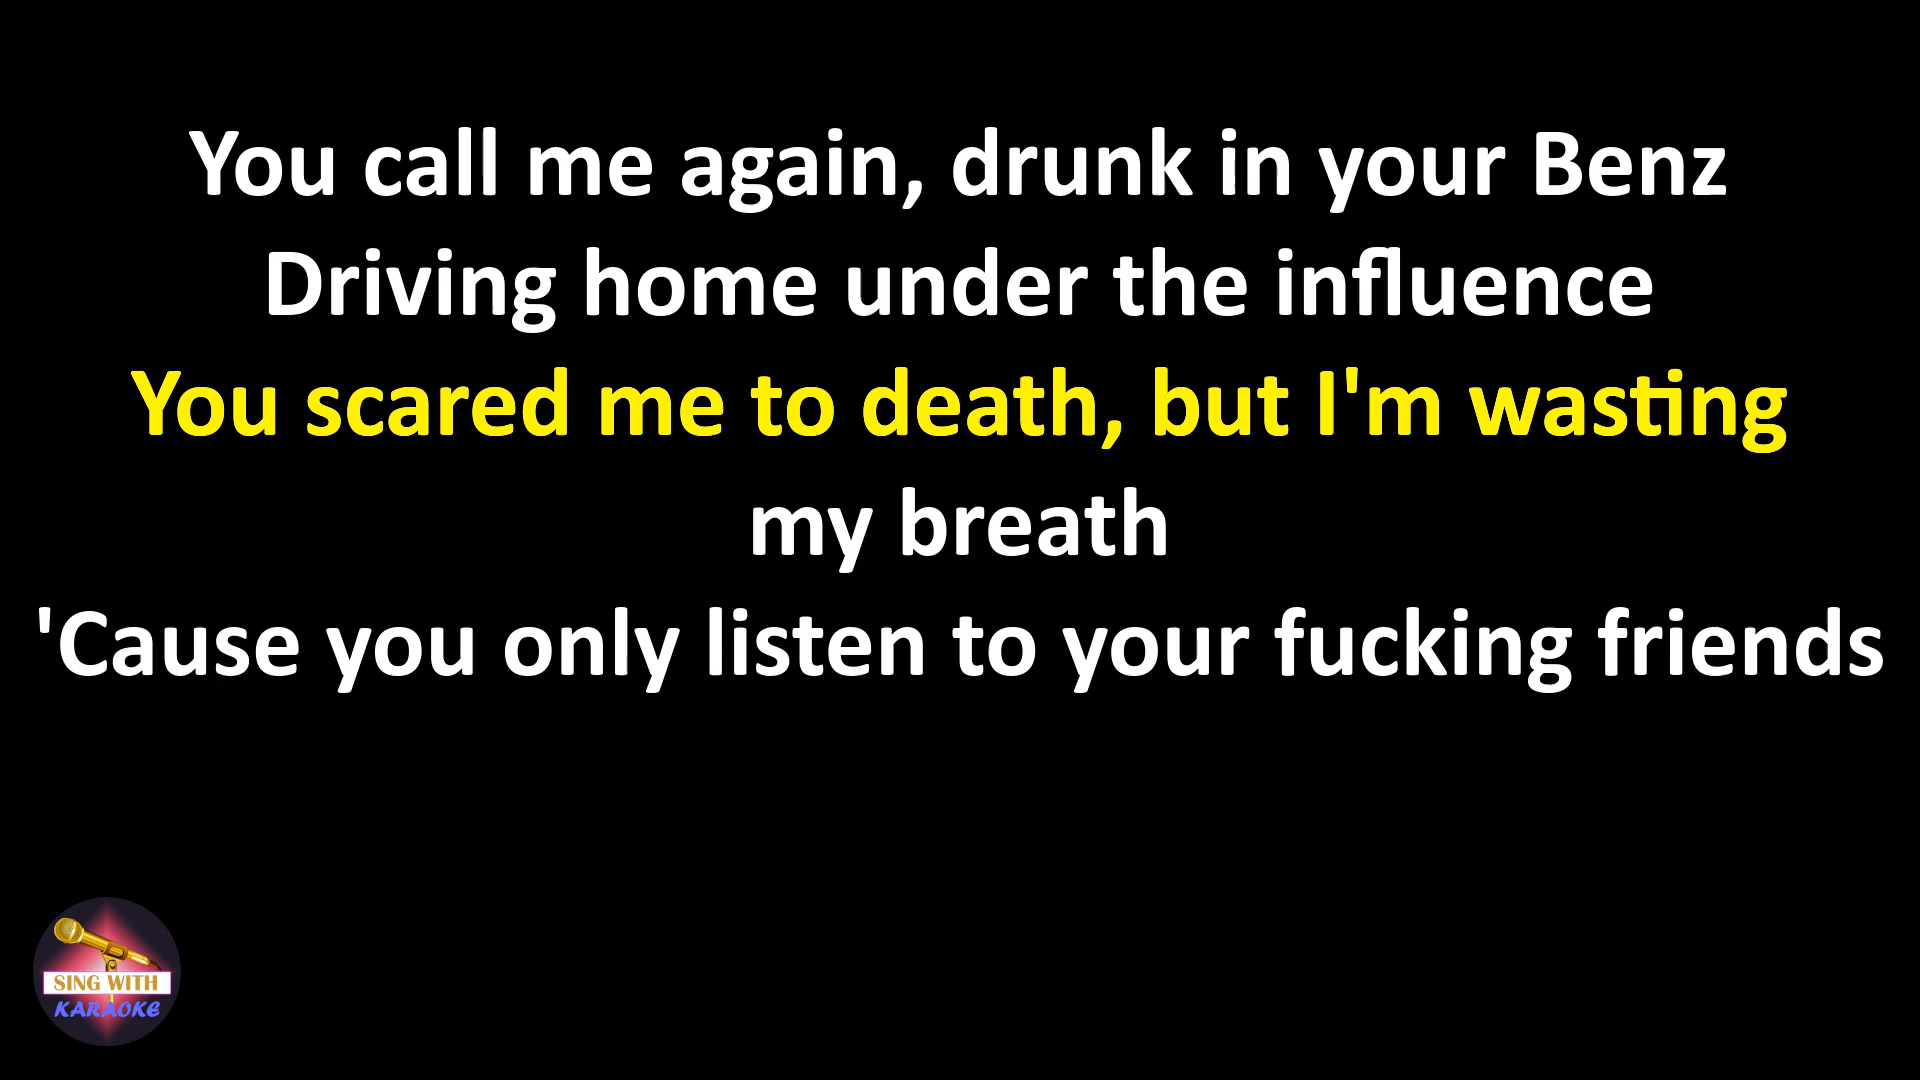 You call me again, drunk in your Benz
Driving home under the influence
You scared me to death, but I'm wasting
my breath
'Cause you only listen to your fucking friends
SING WITH
KARAOKE